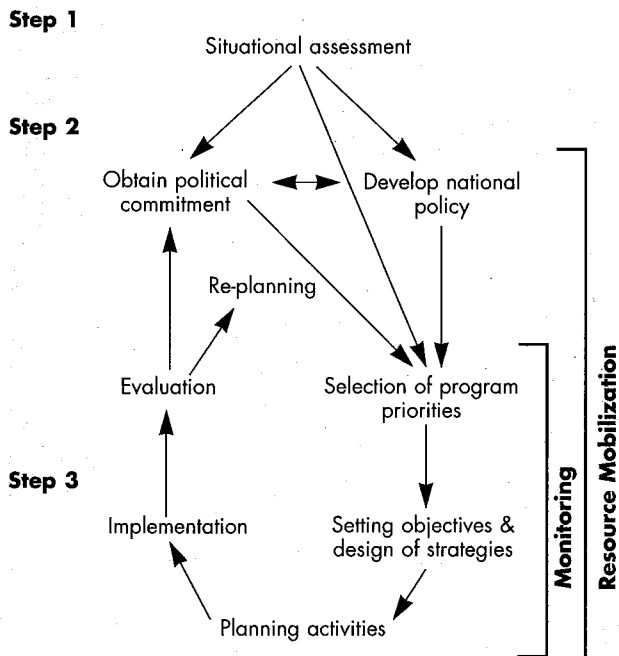 Step 1
Situational assessment
Step 2
Obtain political
commitment
Develop national
policy
Re-planning
Evaluation
Selection of program
priorities
Step 3
Implementation
Setting objectives &
design of strategies
Planning activities
Monitoring
Resource Mobilization